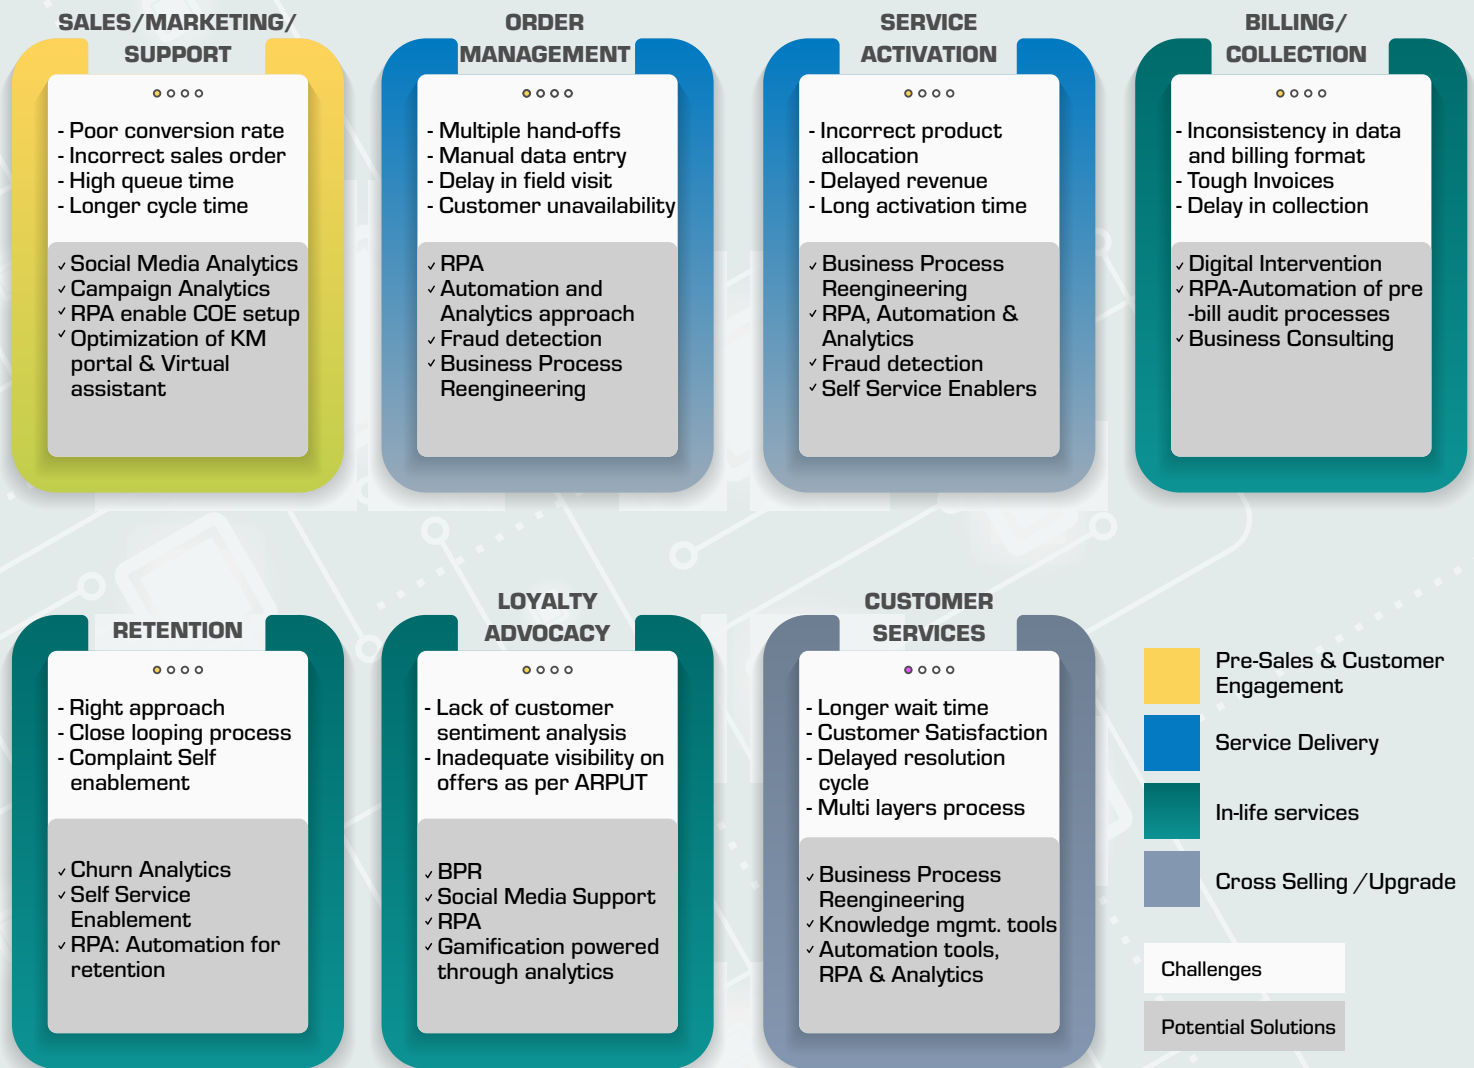 SALES/MARKETING/
SUPPORT
- Poor conversion rate
- Incorrect sales order
- High queue time
- Longer cycle time
✓ Social Media Analytics
✓ Campaign Analytics
✓ RPA enable COE setup
✓ Optimization of KM
portal & Virtual
assistant
ORDER
MANAGEMENT
- Multiple hand-offs
- Manual data entry
- Delay in field visit
- Customer unavailability
✓ RPA
✓ Automation and
Analytics approach
✓ Fraud detection
✓ Business Process
Reengineering
SERVICE
ACTIVATION
- Incorrect product
allocation
- Delayed revenue
- Long activation time
✓ Business Process
Reengineering
✓ RPA, Automation &
Analytics
✓ Fraud detection
✓ Self Service Enablers
BILLING/
COLLECTION
- Inconsistency in data
and billing format
- Tough Invoices
- Delay in collection
✓ Digital Intervention
✓ RPA-Automation of pre
-bill audit processes
✓ Business Consulting
RETENTION
- Right approach
- Close looping process
- Complaint Self
enablement
✓ Churn Analytics
✓ Self Service
Enablement
✓ RPA: Automation for
retention
LOYALTY
ADVOCACY
- Lack of customer
sentiment analysis
- Inadequate visibility on
offers as per ARPUT
✓ BPR
✓ Social Media Support
✓ RPA
✓ Gamification powered
through analytics
CUSTOMER
SERVICES
- Longer wait time
- Customer Satisfaction
- Delayed resolution
cycle
- Multi layers process
✓ Business Process
Reengineering
✓ Knowledge mgmt. tools
✓ Automation tools,
RPA & Analytics
Pre-Sales & Customer
Engagement
Service Delivery
In-life services
Cross Selling /Upgrade
Challenges
Potential Solutions